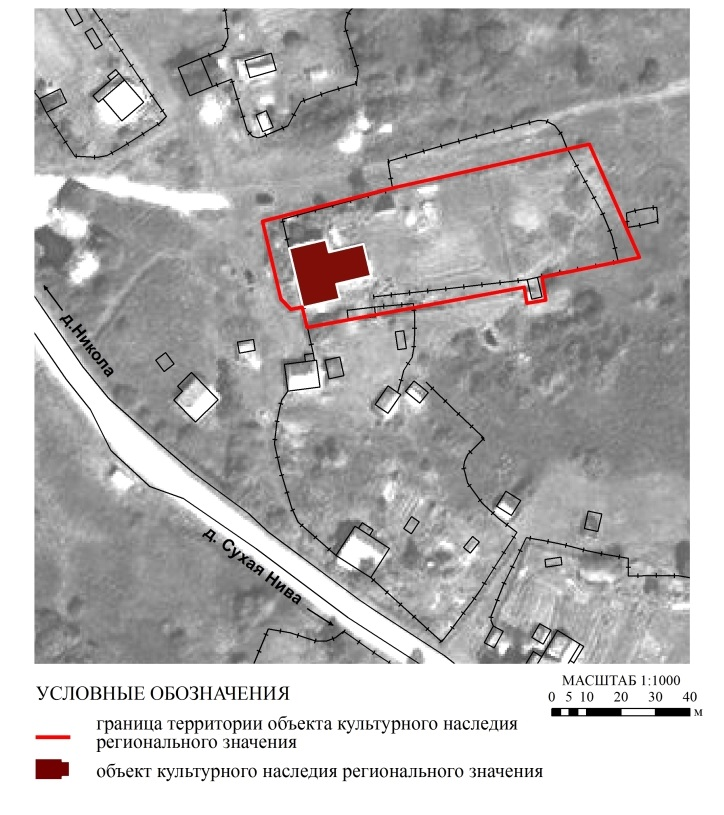 д.Никола
д. Сухая Нива
УСЛОВНЫЕ ОБОЗНАЧЕНИЯ
граница территории объекта культурного наследия
регионального значения
объект культурного наследия регионального значения
МАСШТАБ 1:1000
0 5 10 20 30 40
м